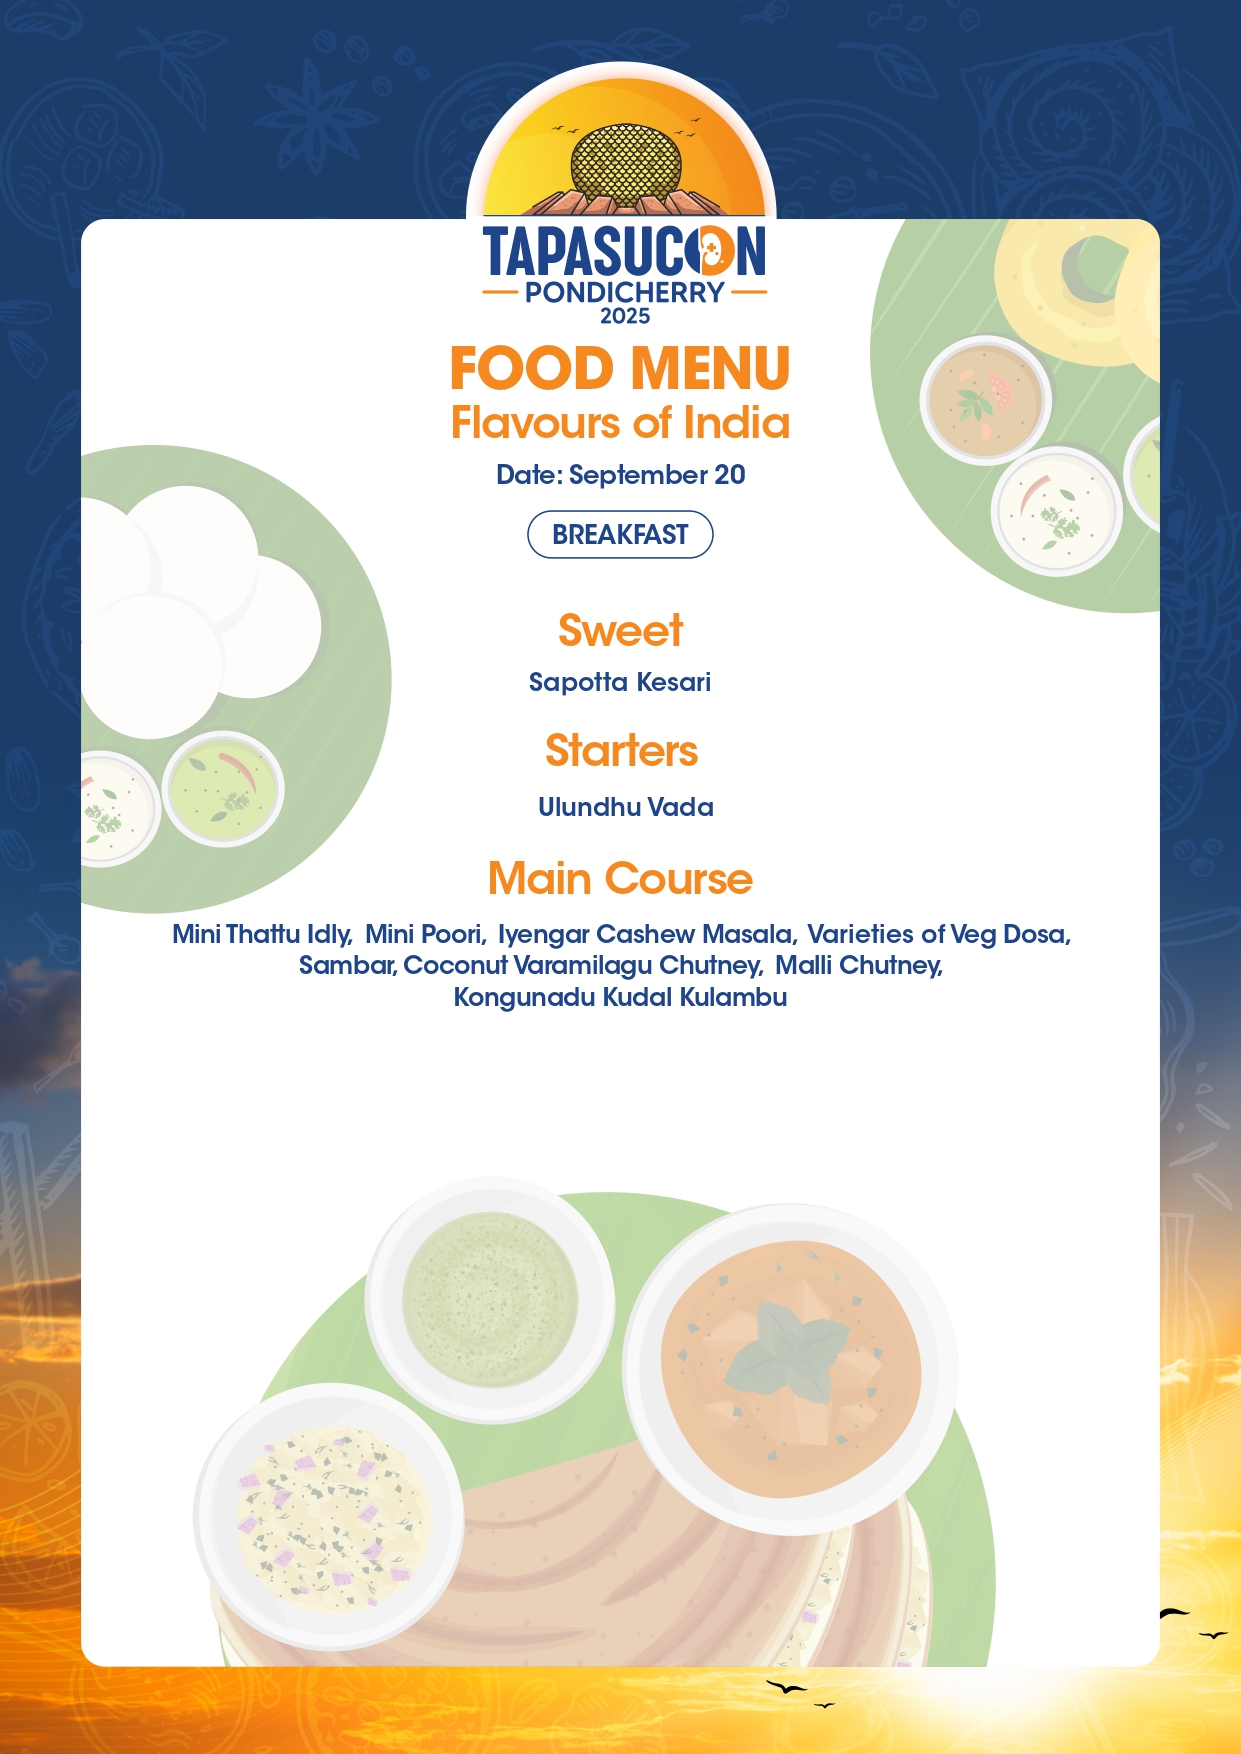 TAPASUCON
PONDICHERRY
2025
FOOD MENU
Flavours of India
Date: September 20
BREAKFAST
Sweet
Sapotta Kesari
Starters
Ulundhu Vada
Main Course
Mini Thattu Idly, Mini Poori, Iyengar Cashew Masala, Varieties of Veg Dosa,
Sambar, Coconut Varamilagu Chutney, Malli Chutney,
Kongunadu Kudal Kulambu